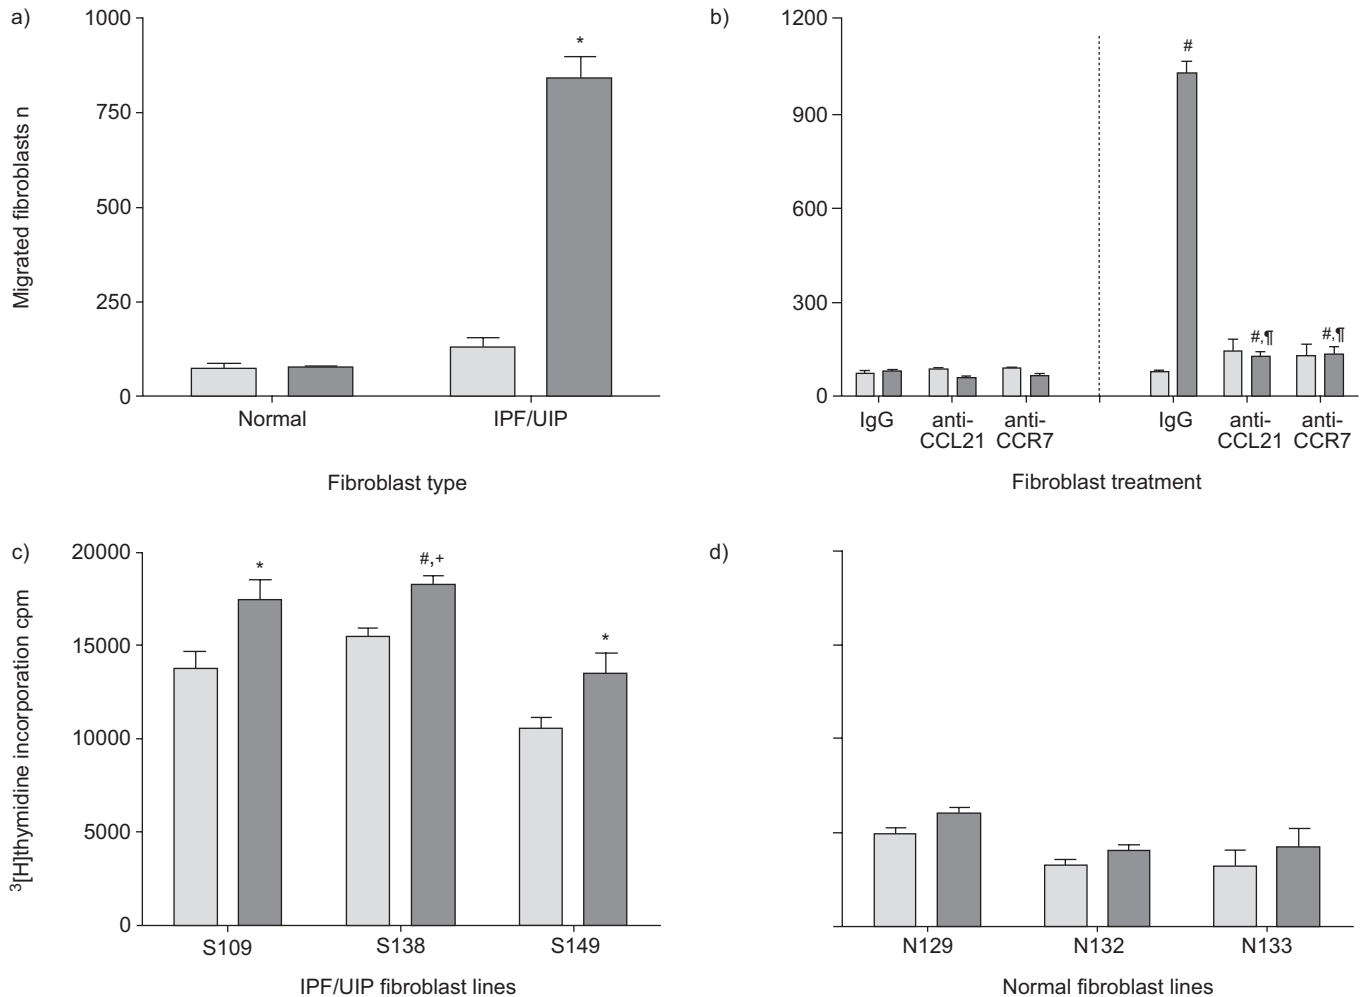 a)
1000
750
500
250
0
Migrated fibroblasts n
*
Normal
IPF/UIP
Fibroblast type
b)
1200
900
600
300
0
#
#,¶
#,¶
IgG
anti-
CCL21
anti-
CCR7
IgG
anti-
CCL21
anti-
CCR7
Fibroblast treatment
c)
20000
15000
10000
5000
0
3[H]thymidine incorporation cpm
*
#,+
*
S109
S138
S149
IPF/UIP fibroblast lines
d)
N129
N132
N133
Normal fibroblast lines